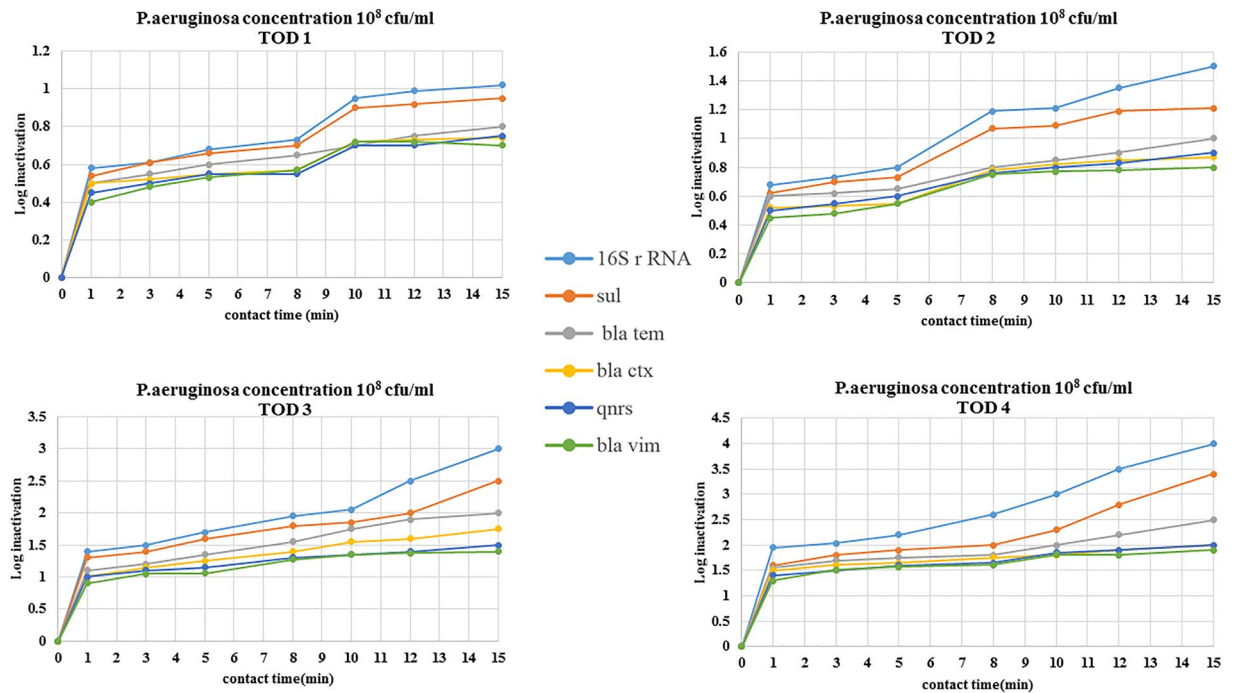 P.aeruginosa concentration 10⁸ cfu/ml
TOD 1
1.2
1
0.8
0.6
0.4
0.2
0
Log inactivation
0 1 2 3 4 5 6 7 8 9 10 11 12 13 14 15
contact time(min)
P.aeruginosa concentration 10⁸ cfu/ml
TOD 2
1.6
1.4
1.2
1
0.8
0.6
0.4
0.2
0
Log inactivation
0 1 2 3 4 5 6 7 8 9 10 11 12 13 14 15
contact time(min)
16S r RNA
sul
bla tem
bla ctx
qnrs
bla vim
P.aeruginosa concentration 10⁸ cfu/ml
TOD 3
3.5
3
2.5
2
1.5
1
0.5
0
Log inactivation
0 1 2 3 4 5 6 7 8 9 10 11 12 13 14 15
contact time(min)
P.aeruginosa concentration 10⁸ cfu/ml
TOD 4
4.5
4
3.5
3
2.5
2
1.5
1
0.5
0
Log inactivation
0 1 2 3 4 5 6 7 8 9 10 11 12 13 14 15
contact time(min)